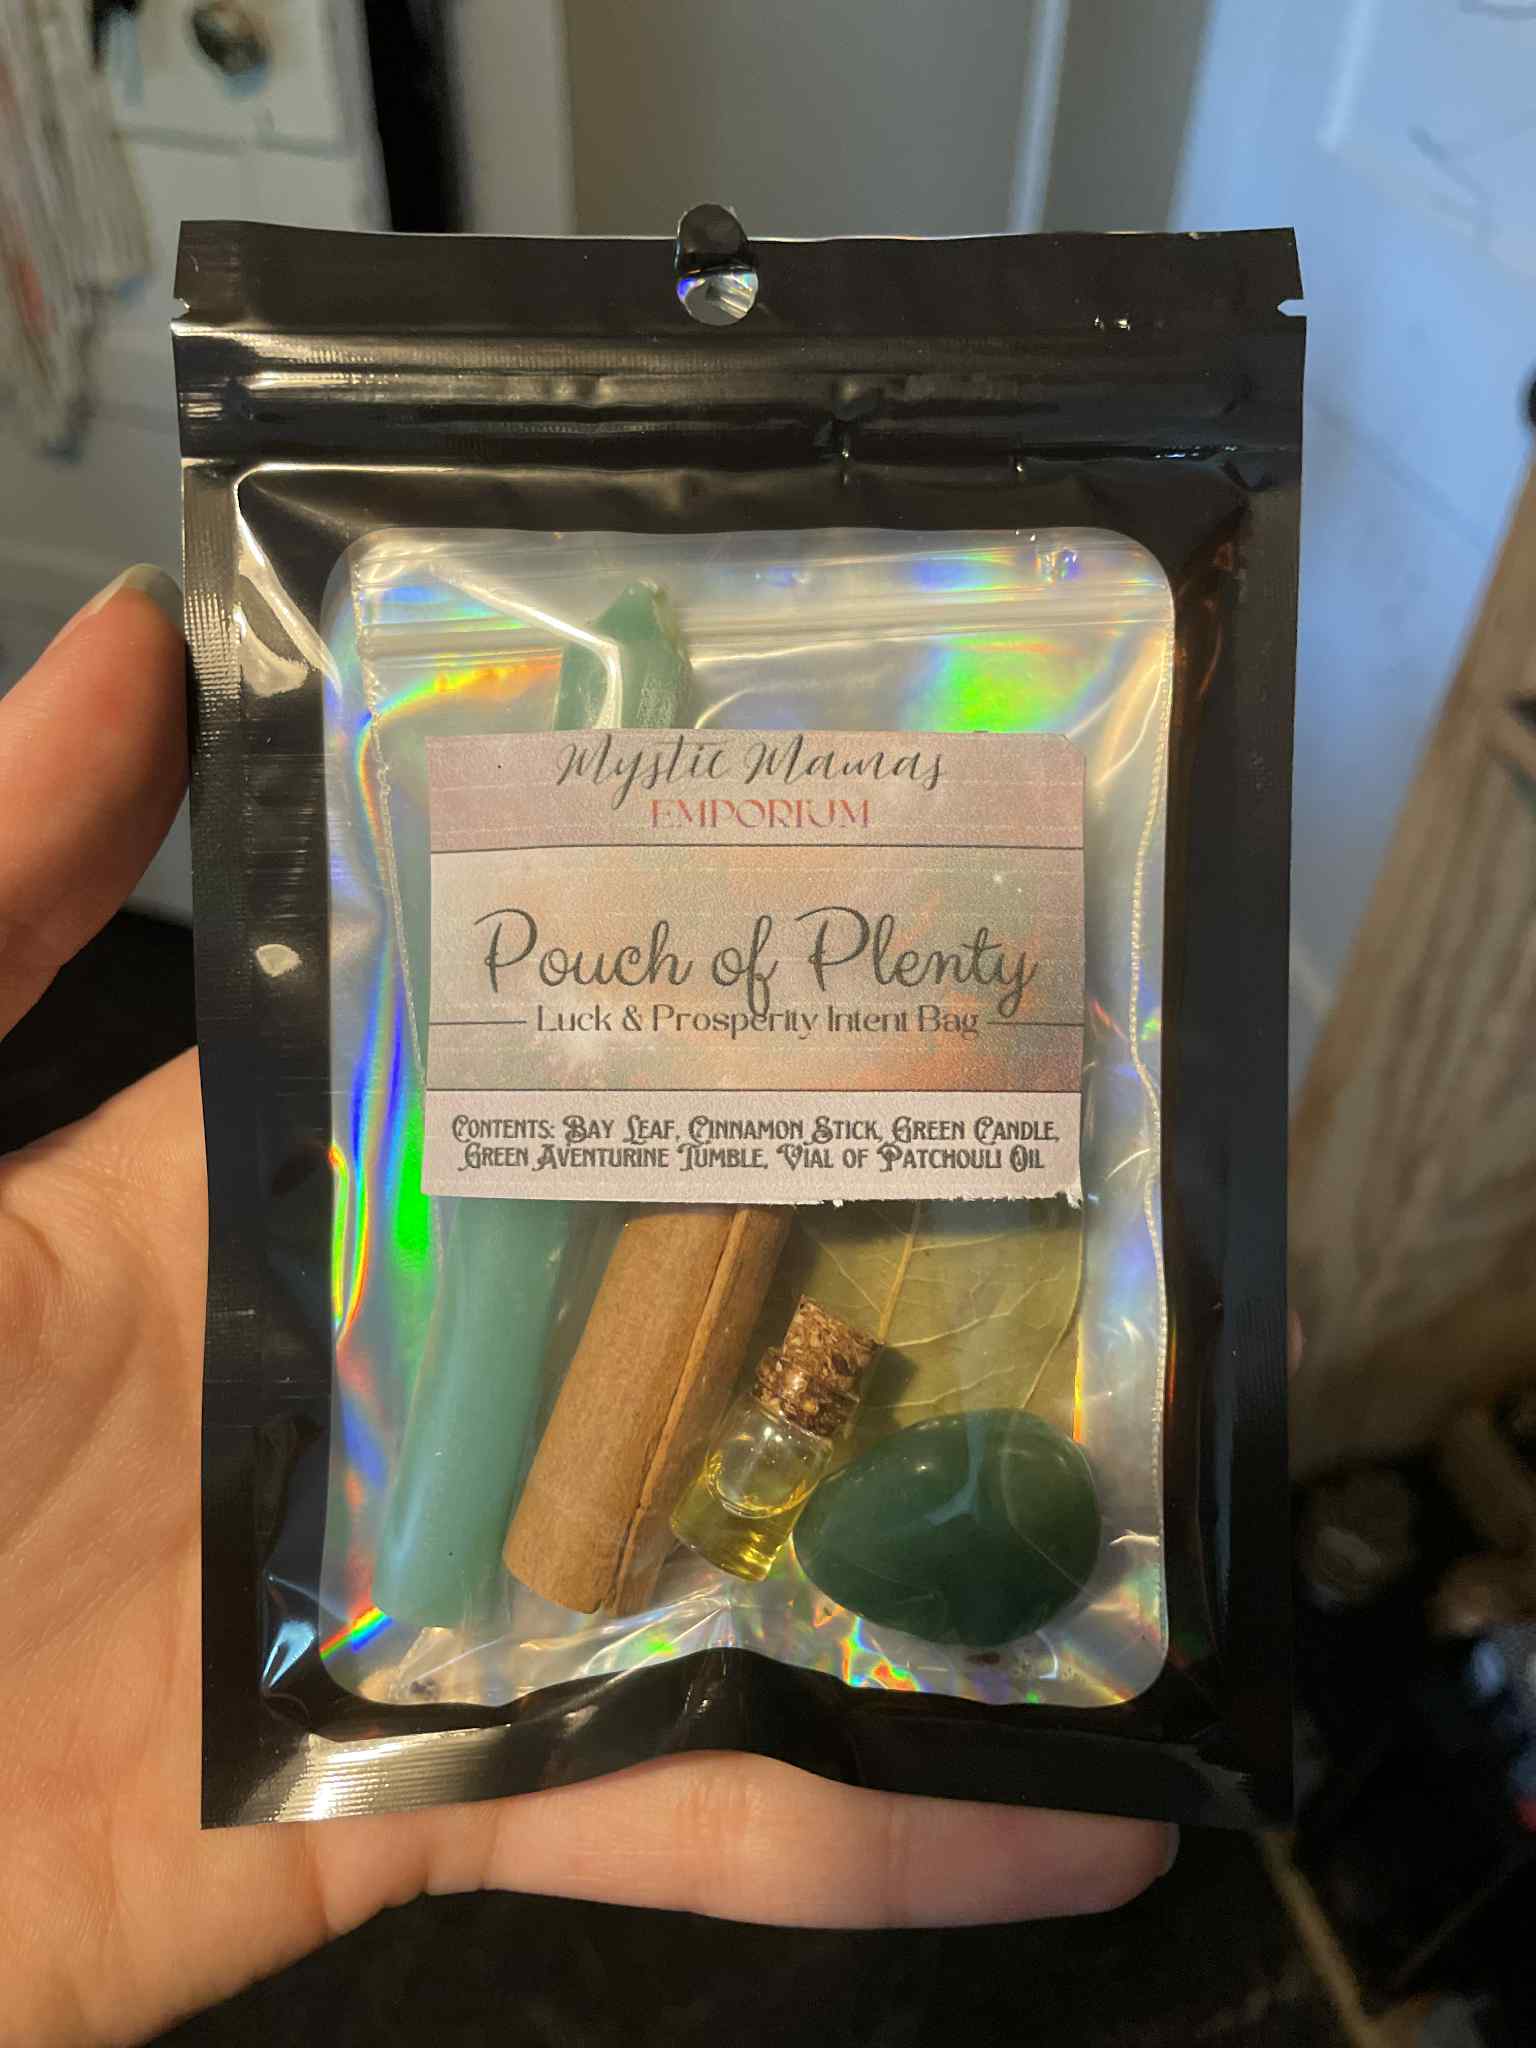 Mystic Mamas
EMPORIUM
Pouch of Plenty
Luck & Prosperity Intent Bag
Contents: Bay Leaf, Cinnamon Stick, Green Candle,
Green Aventurine Tumble, Vial of Patchouli Oil